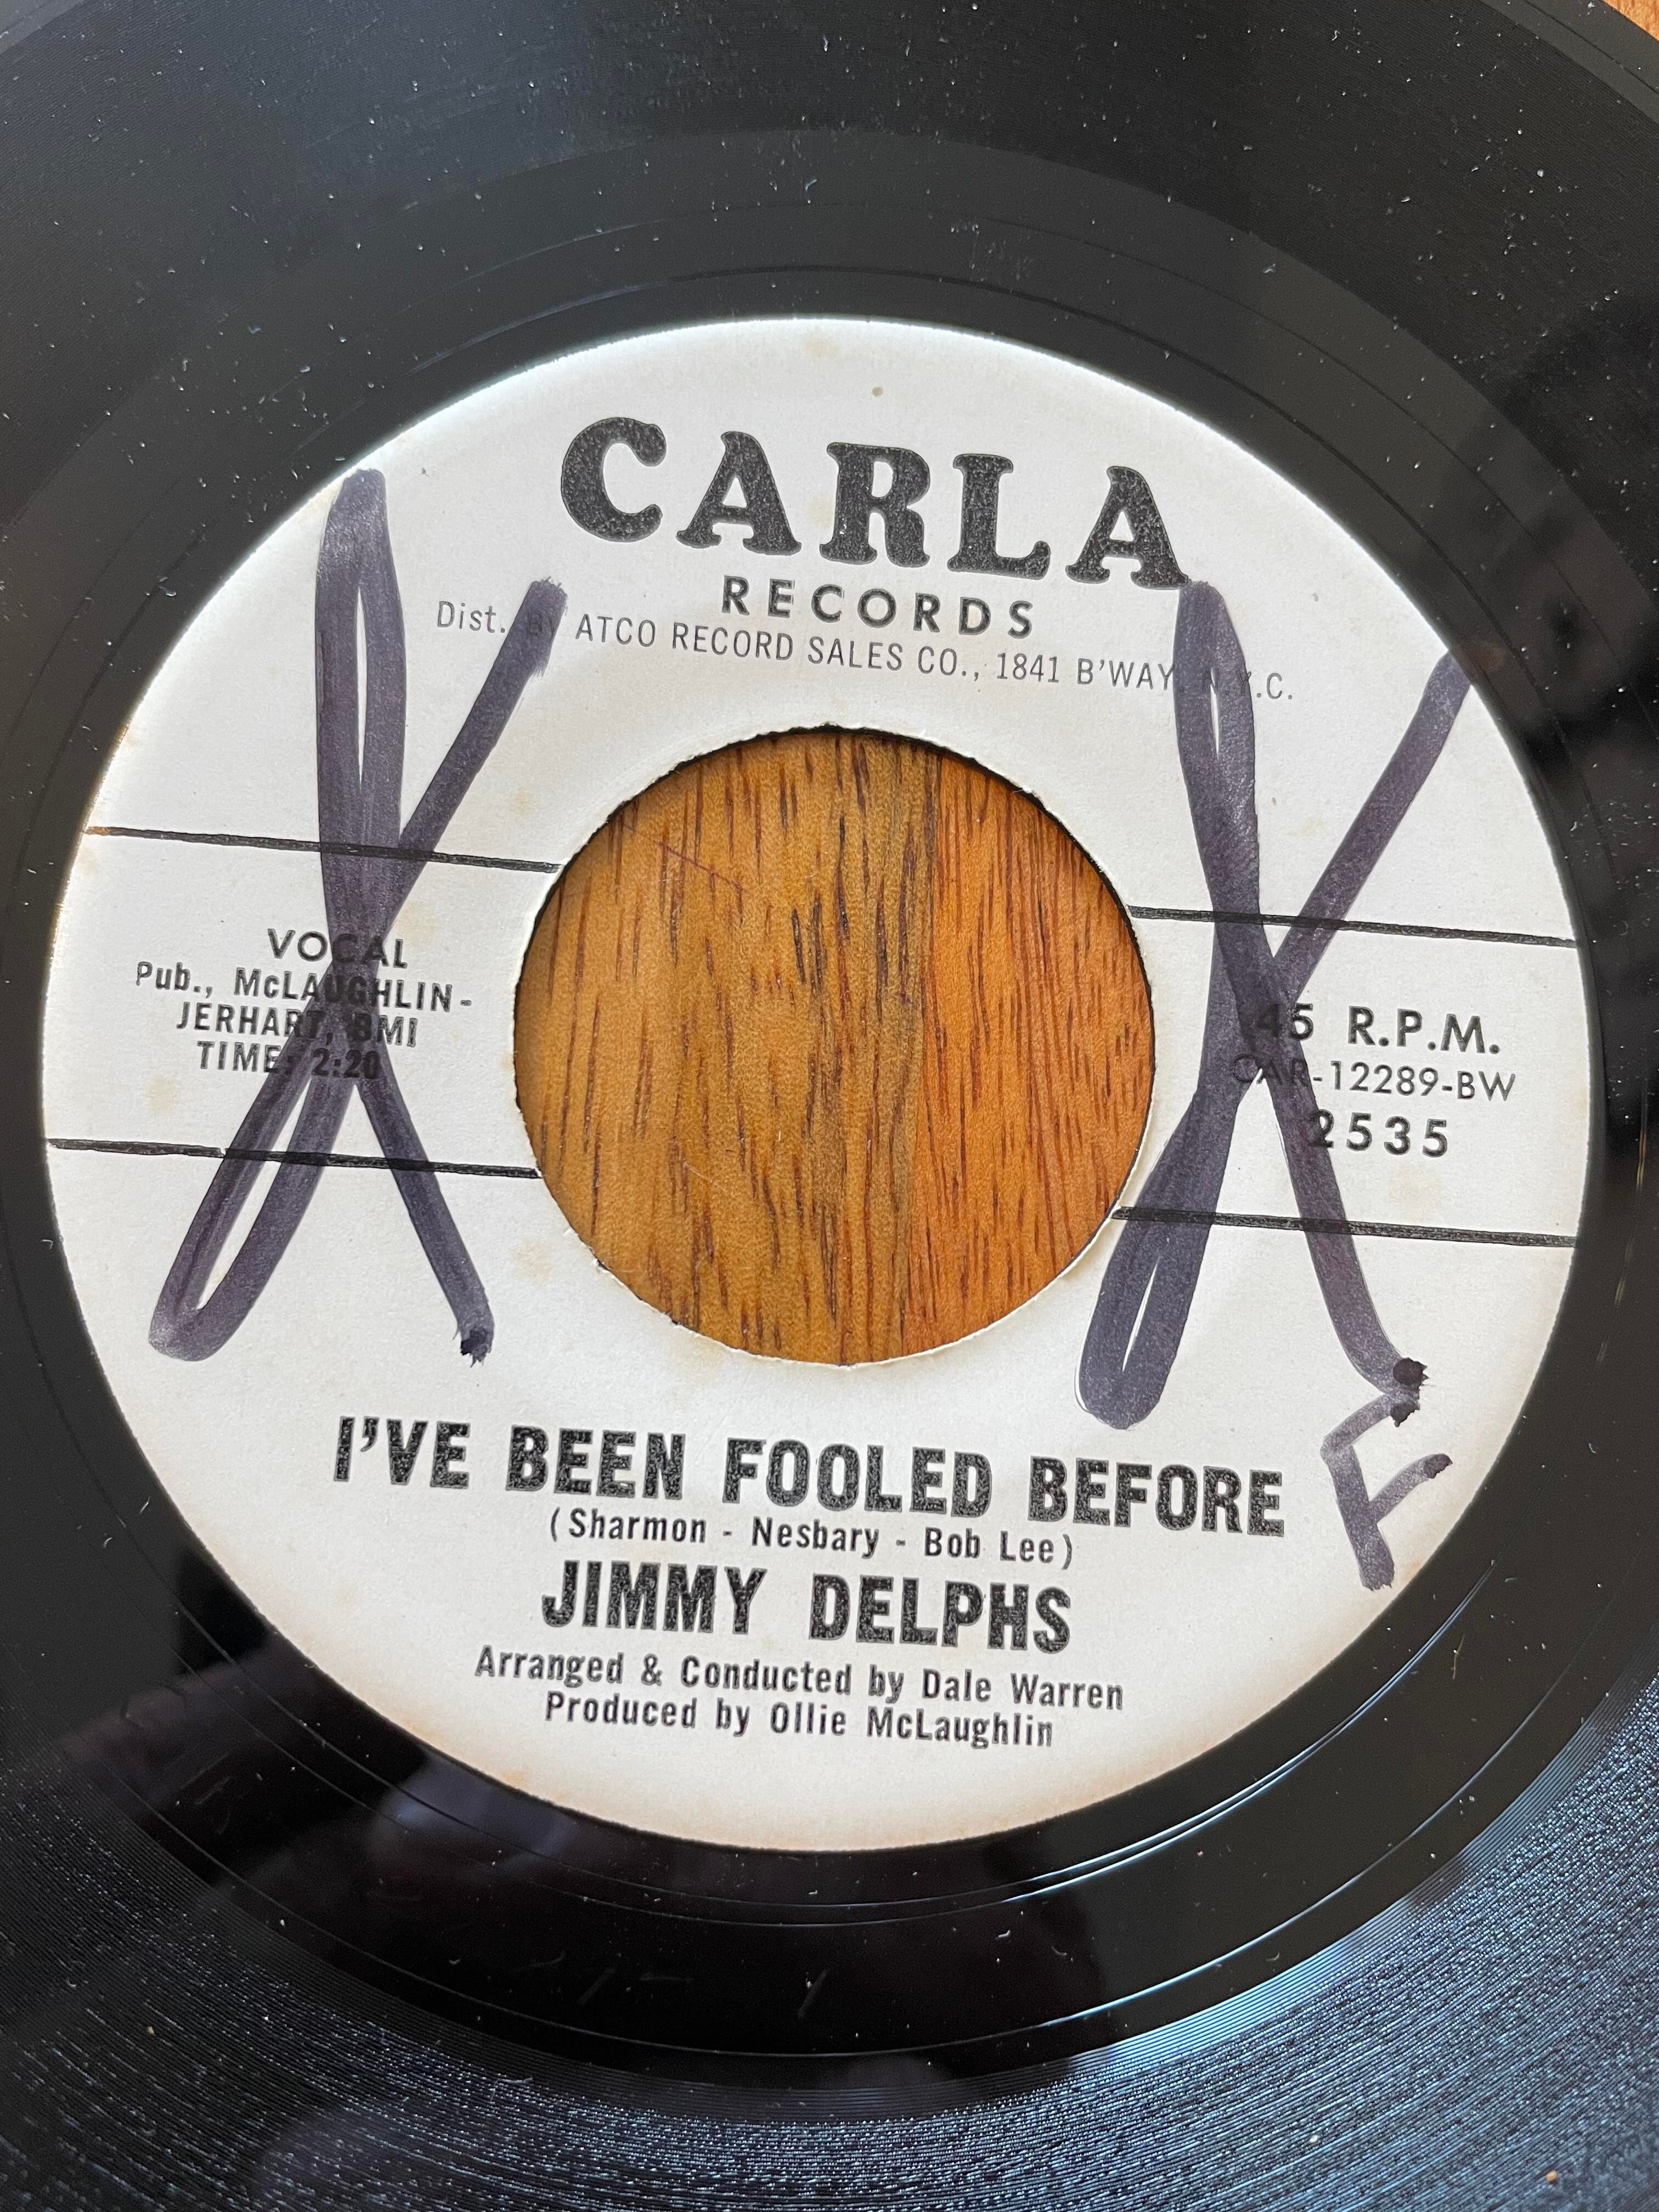 CARLA
RECORDS
Dist. By ATCO RECORD SALES CO., 1841 B'WAY, N.Y.C.
VOCAL
Pub., McLAUGHLIN-
JERHART, BMI
TIME: 2:20
45 R.P.M.
CAR-12289-BW
2535
X X
F
I'VE BEEN FOOLED BEFORE
(Sharmon - Nesbary - Bob Lee)
JIMMY DELPHS
Arranged & Conducted by Dale Warren
Produced by Ollie McLaughlin